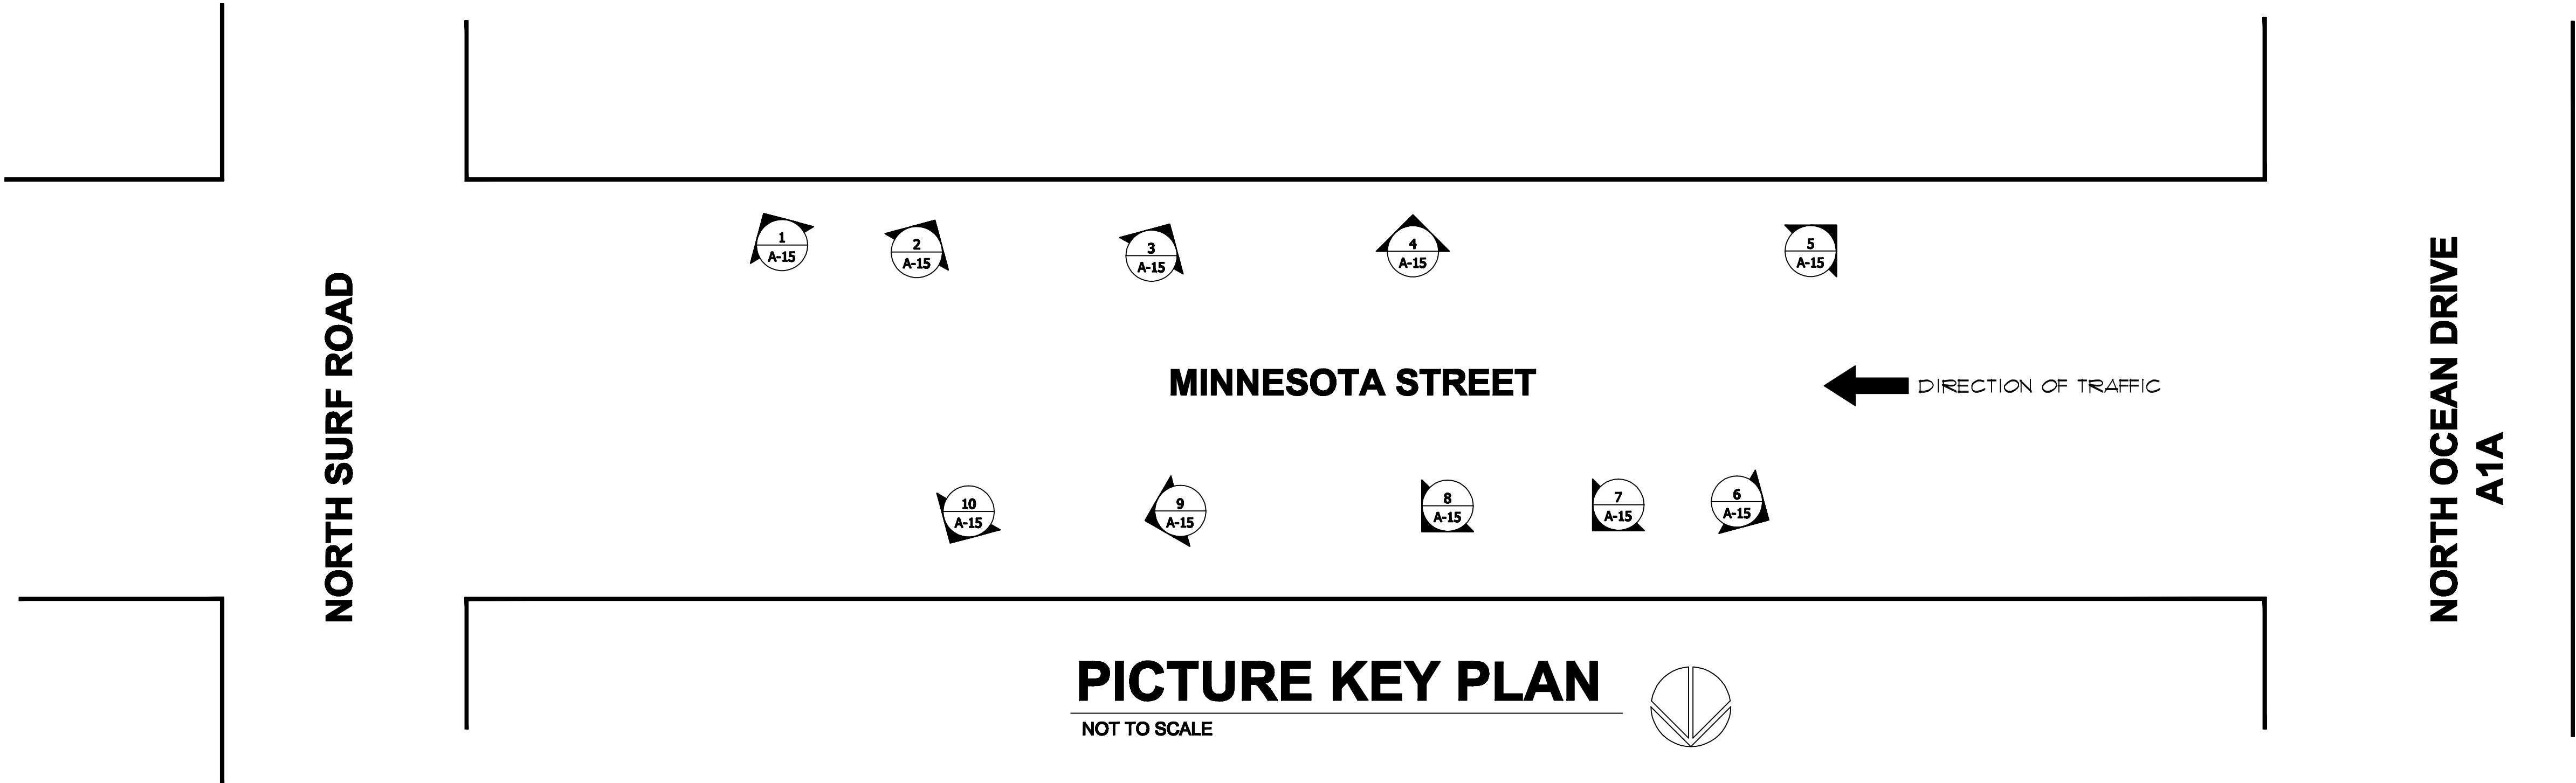 1
A-15
2
A-15
3
A-15
4
A-15
5
A-15
NORTH SURF ROAD
MINNESOTA STREET
DIRECTION OF TRAFFIC
NORTH OCEAN DRIVE
A1A
10
A-15
9
A-15
8
A-15
7
A-15
6
A-15
PICTURE KEY PLAN
NOT TO SCALE